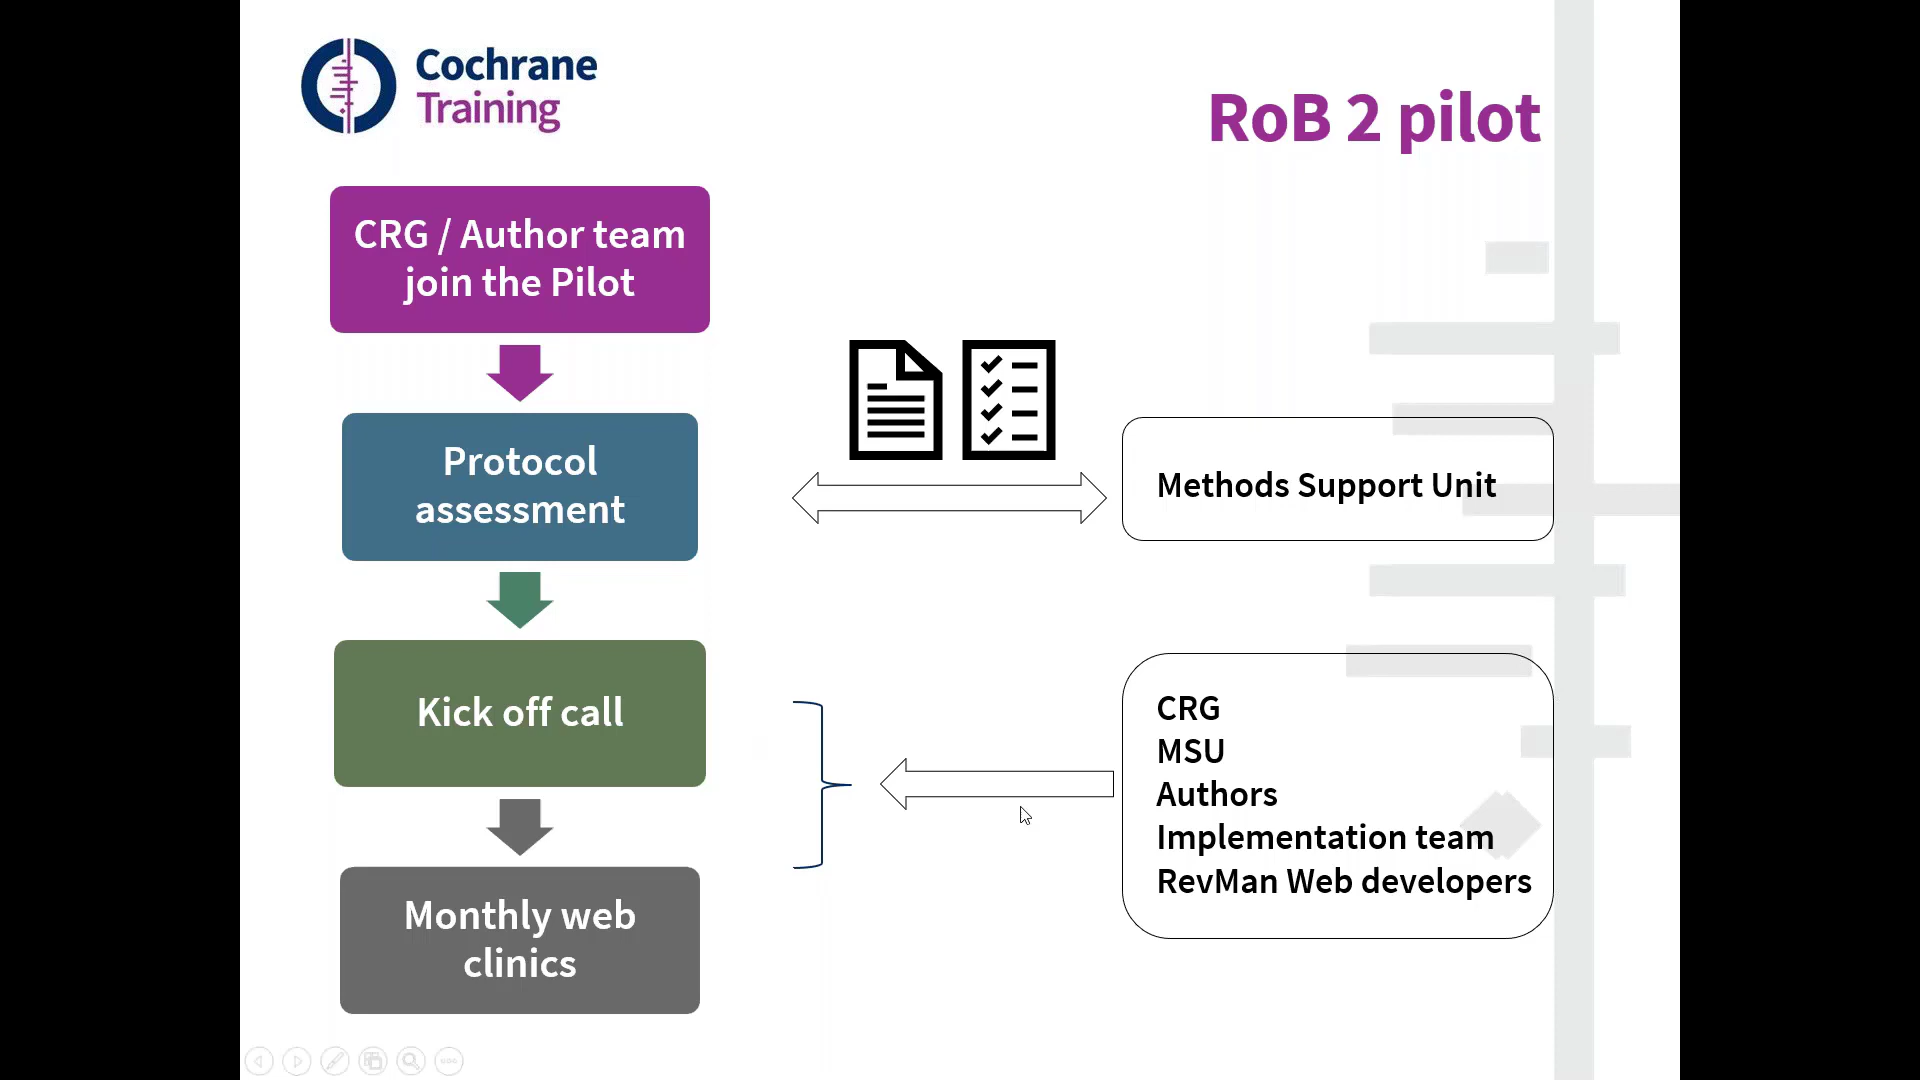 Cochrane
Training
RoB 2 pilot
CRG / Author team
join the Pilot
Protocol
assessment
Methods Support Unit
Kick off call
CRG
MSU
Authors
Implementation team
RevMan Web developers
Monthly web
clinics